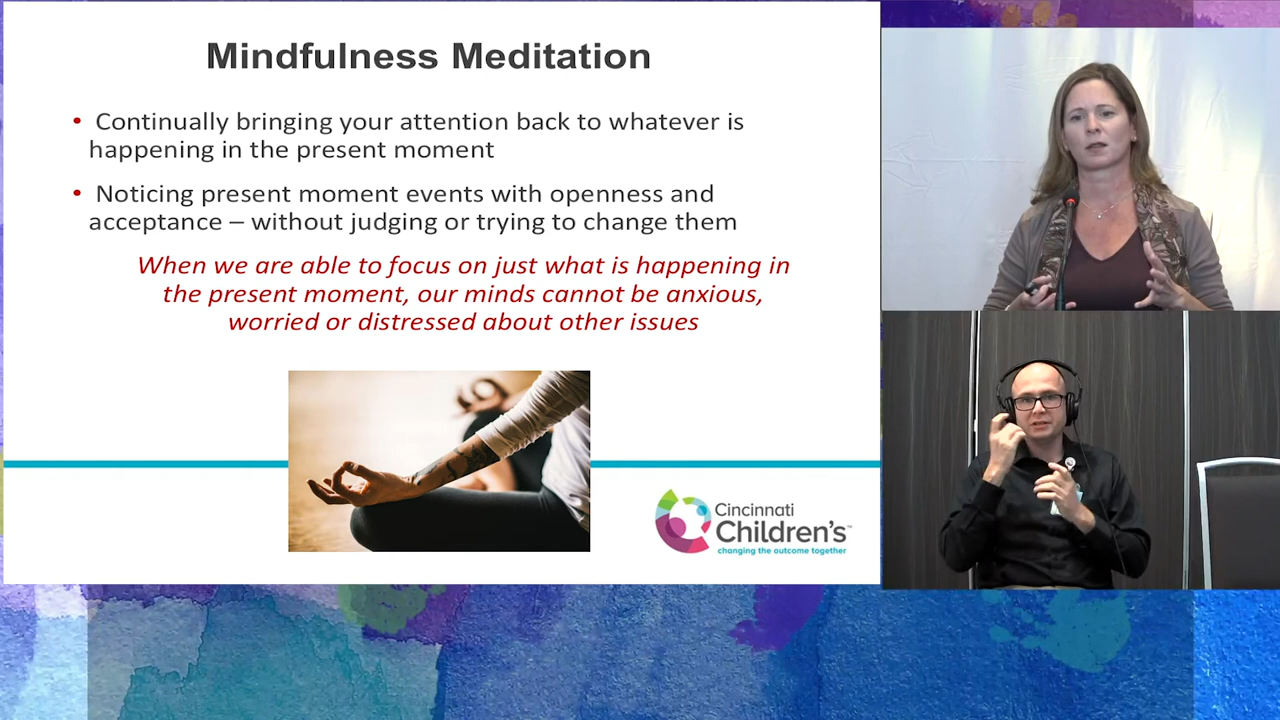 Mindfulness Meditation
• Continually bringing your attention back to whatever is
happening in the present moment
• Noticing present moment events with openness and
acceptance – without judging or trying to change them
When we are able to focus on just what is happening in
the present moment, our minds cannot be anxious,
worried or distressed about other issues
Cincinnati
Children's™
changing the outcome together